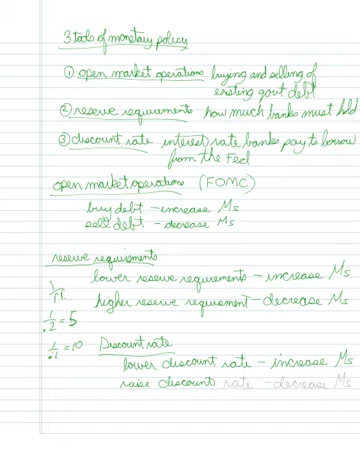 3 tools of monetary policy
① open market operations buying and selling of
existing govt debt
② reserve requirements how much banks must hold
③ discount rate interest rate banks pay to borrow
from the Fed
open market operations (FOMC)
buy debt - increase Ms
sell debt - decrease Ms
reserve requirements
lower reserve requirements - increase Ms
1/rr
higher reserve requirement - decrease Ms
1/.2 = 5
1/.1 = 10 Discount rate
lower discount rate - increase Ms
raise discount rate - decrease Ms